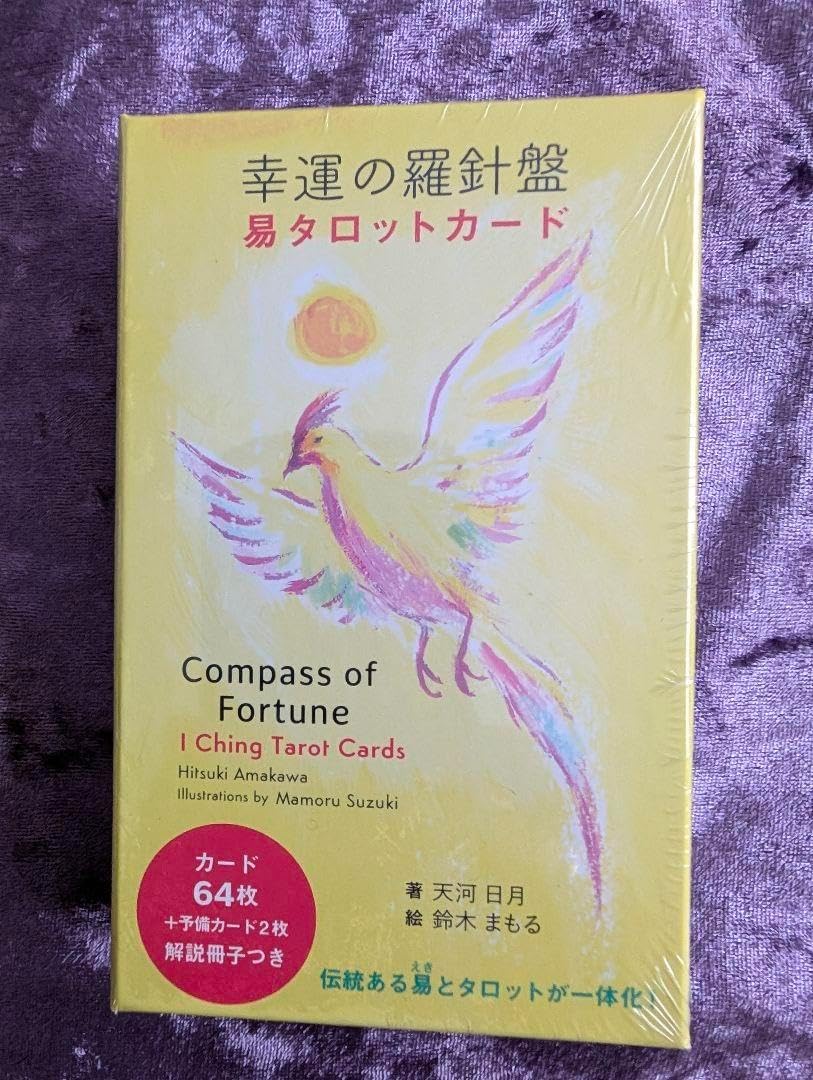 幸運の羅針盤
易タロットカード
Compass of
Fortune
I Ching Tarot Cards
Hitsuki Amakawa
Illustrations by Mamoru Suzuki
カード
64枚
+予備カード2枚
解説冊子つき
著 天河 日月
絵 鈴木 まもる
えき
伝統ある易とタロットが一体化!